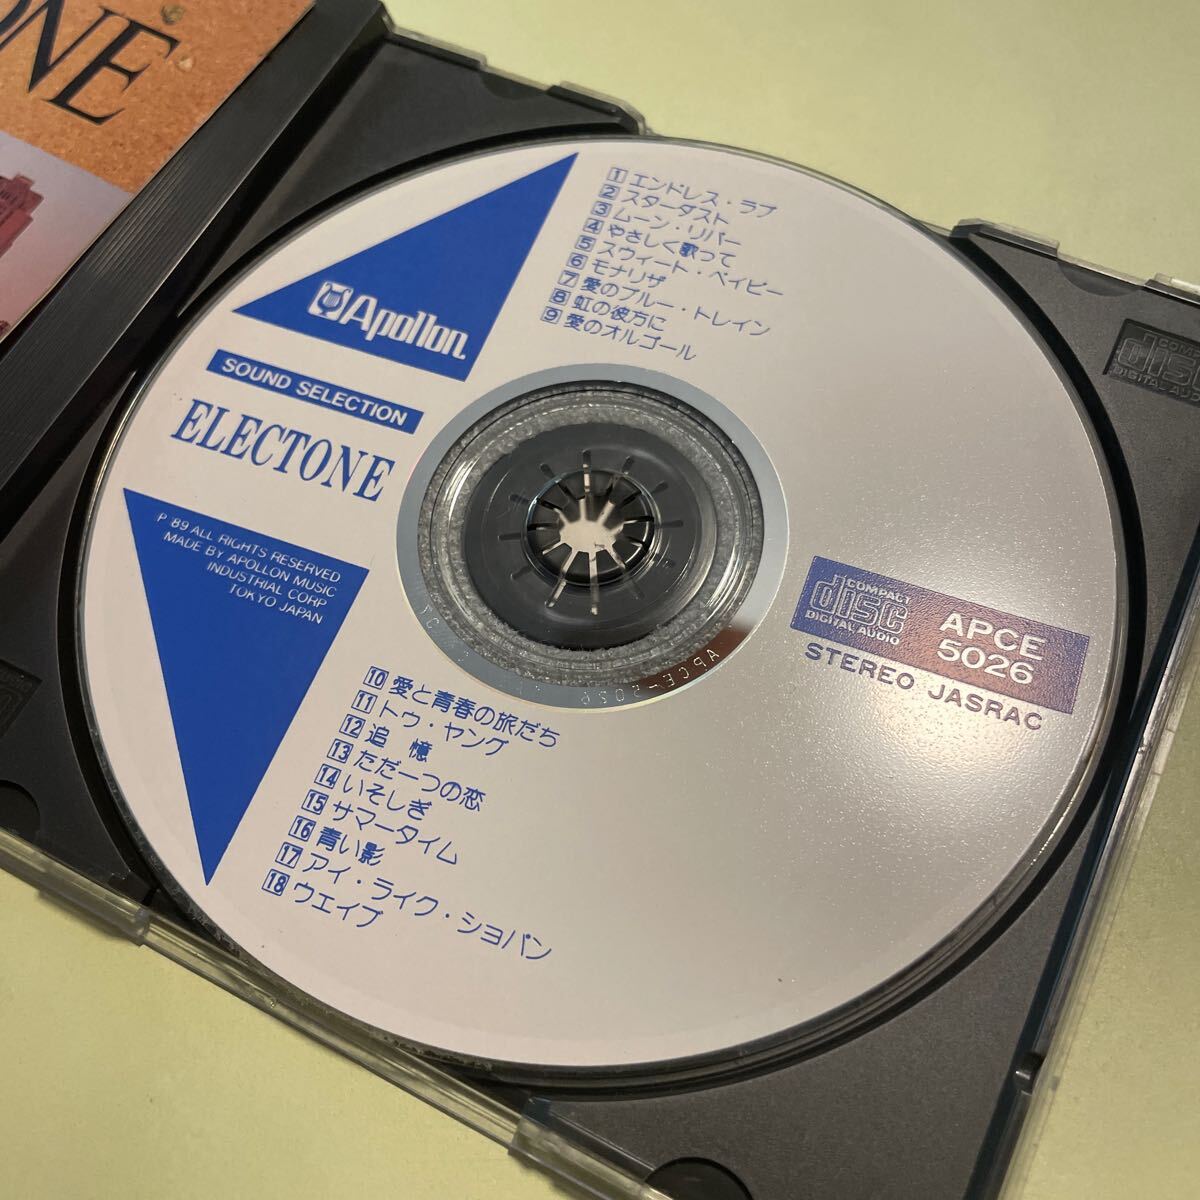 ONE
1 エンドレス・ラブ
2 スターダスト
3 ムーン・リバー
4 やさしく歌って
5 スウィート・ベイビー
6 モナリザ
7 愛のブルー・トレイン
8 虹の彼方に
9 愛のオルゴール
Apollon
SOUND SELECTION
ELECTONE
P 89 ALL RIGHTS RESERVED
MADE BY APOLLON MUSIC
INDUSTRIAL CORP
TOKYO JAPAN
COMPACT
disc
DIGITAL AUDIO
APCE
5026
STEREO JASRAC
APCE-5026
10 愛と青春の旅だち
11 トゥ・ヤング
12 追 憶
13 ただ一つの恋
14 いそしぎ
15 サマータイム
16 青い影
17 アイ・ライク・ショパン
18 ウエイブ
disc
DIGITAL AUD